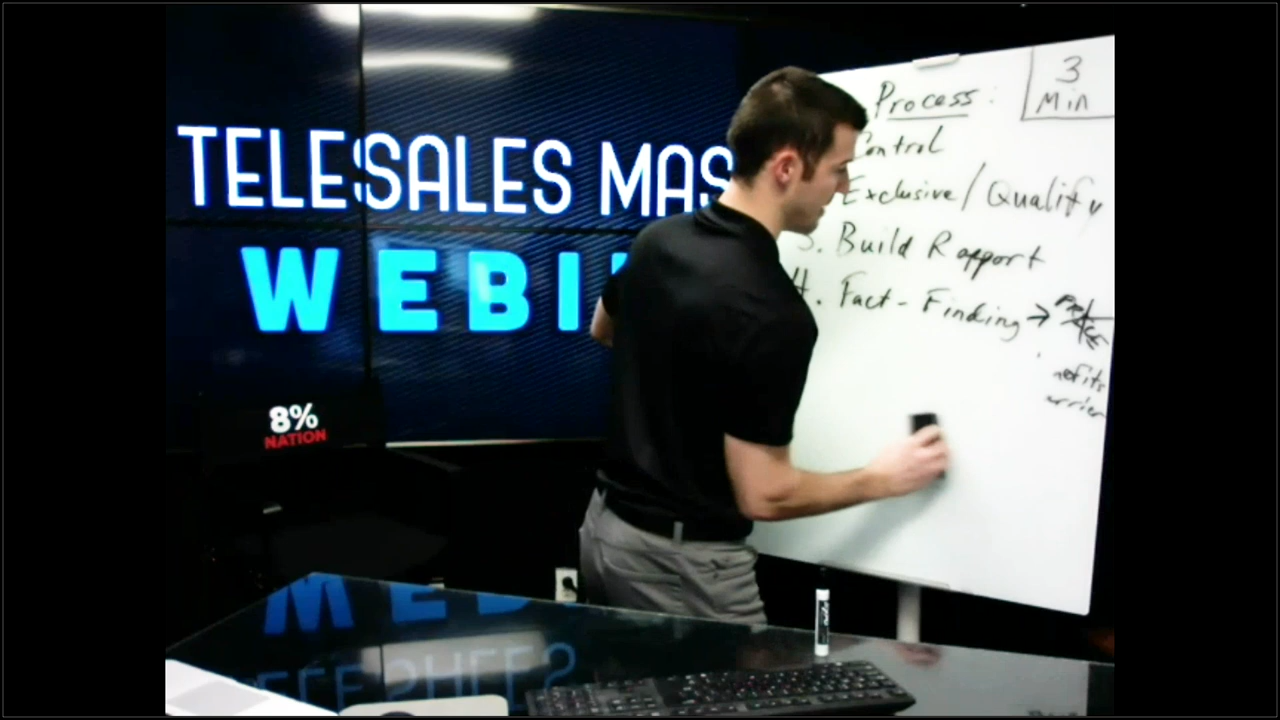 TELESALES MAS
WEBI
8%
NATION
Process:
3
Min
Control
Exclusive/Qualify
3. Build Rapport
4. Fact-Finding →